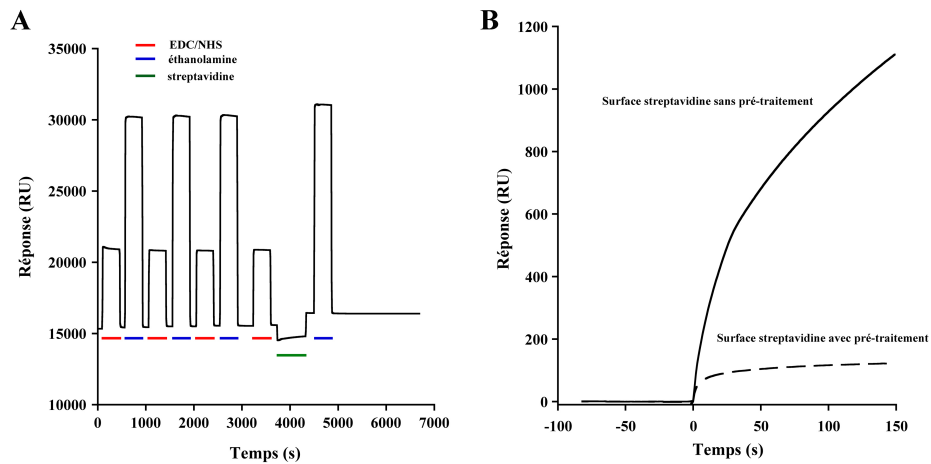 A
EDC/NHS
éthanolamine
streptavidine
35000
30000
25000
20000
15000
10000
Réponse (RU)
0 1000 2000 3000 4000 5000 6000 7000
Temps (s)
B
1200
1000
800
600
400
200
0
Réponse (RU)
Surface streptavidine sans pré-traitement
Surface streptavidine avec pré-traitement
-100 -50 0 50 100 150
Temps (s)